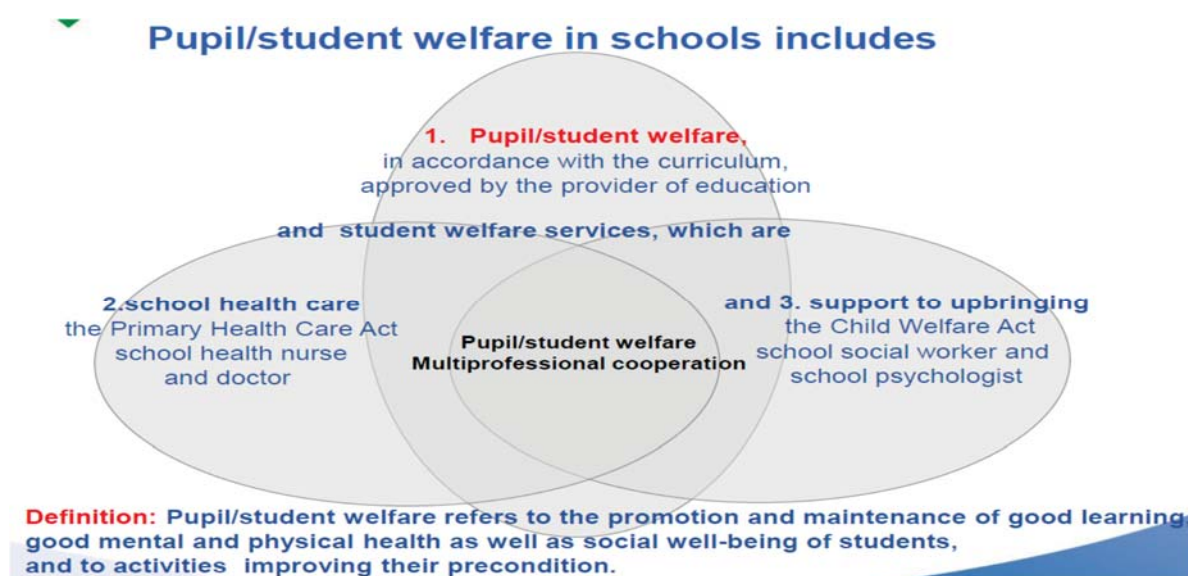 Pupil/student welfare in schools includes
1. Pupil/student welfare,
in accordance with the curriculum,
approved by the provider of education
and student welfare services, which are
2.school health care
the Primary Health Care Act
school health nurse
and doctor
Pupil/student welfare
Multiprofessional cooperation
and 3. support to upbringing
the Child Welfare Act
school social worker and
school psychologist
Definition: Pupil/student welfare refers to the promotion and maintenance of good learning,
good mental and physical health as well as social well-being of students,
and to activities improving their precondition.